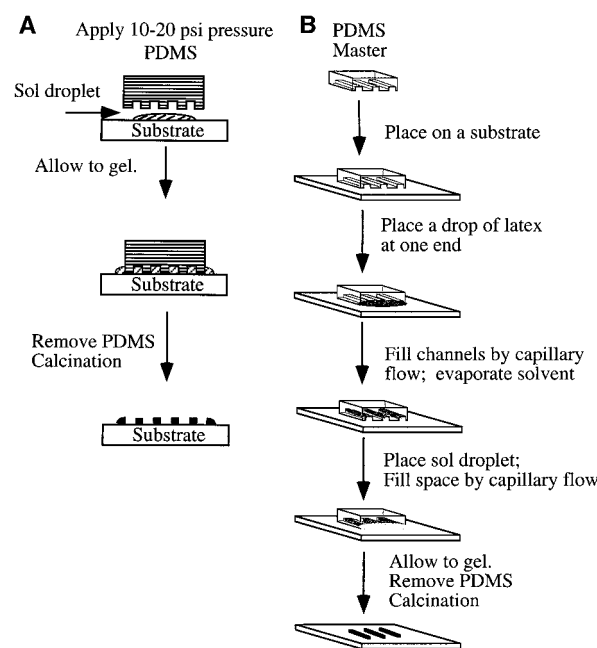 A
Apply 10-20 psi pressure
PDMS
Sol droplet
Substrate
Allow to gel.
Substrate
Remove PDMS
Calcination
Substrate
B
PDMS
Master
Place on a substrate
Place a drop of latex
at one end
Fill channels by capillary
flow; evaporate solvent
Place sol droplet;
Fill space by capillary flow
Allow to gel.
Remove PDMS
Calcination